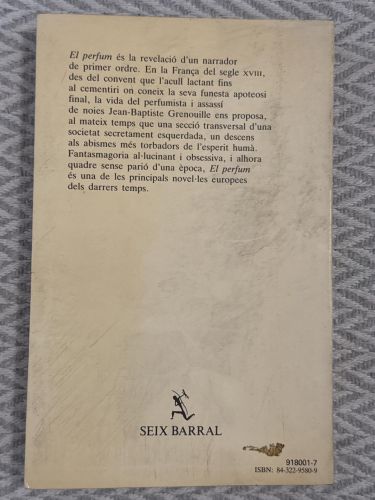 El perfum és la revelació d'un narrador
de primer ordre. En la França del segle XVIII,
des del convent que l'acull lactant fins
al cementiri on coneix la seva funesta apoteosi
final, la vida del perfumista i assassí
de noies Jean-Baptiste Grenouille ens proposa,
al mateix temps que una secció transversal d'una
societat secretament esquerdada, un descens
als abismes més torbadors de l'esperit humà.
Fantasmagoria al·lucinant i obsessiva, i alhora
quadre sense parió d'una època, El perfum
és una de les principals novel·les europees
dels darrers temps.
SEIX BARRAL
918001-7
ISBN: 84-322-9580-9